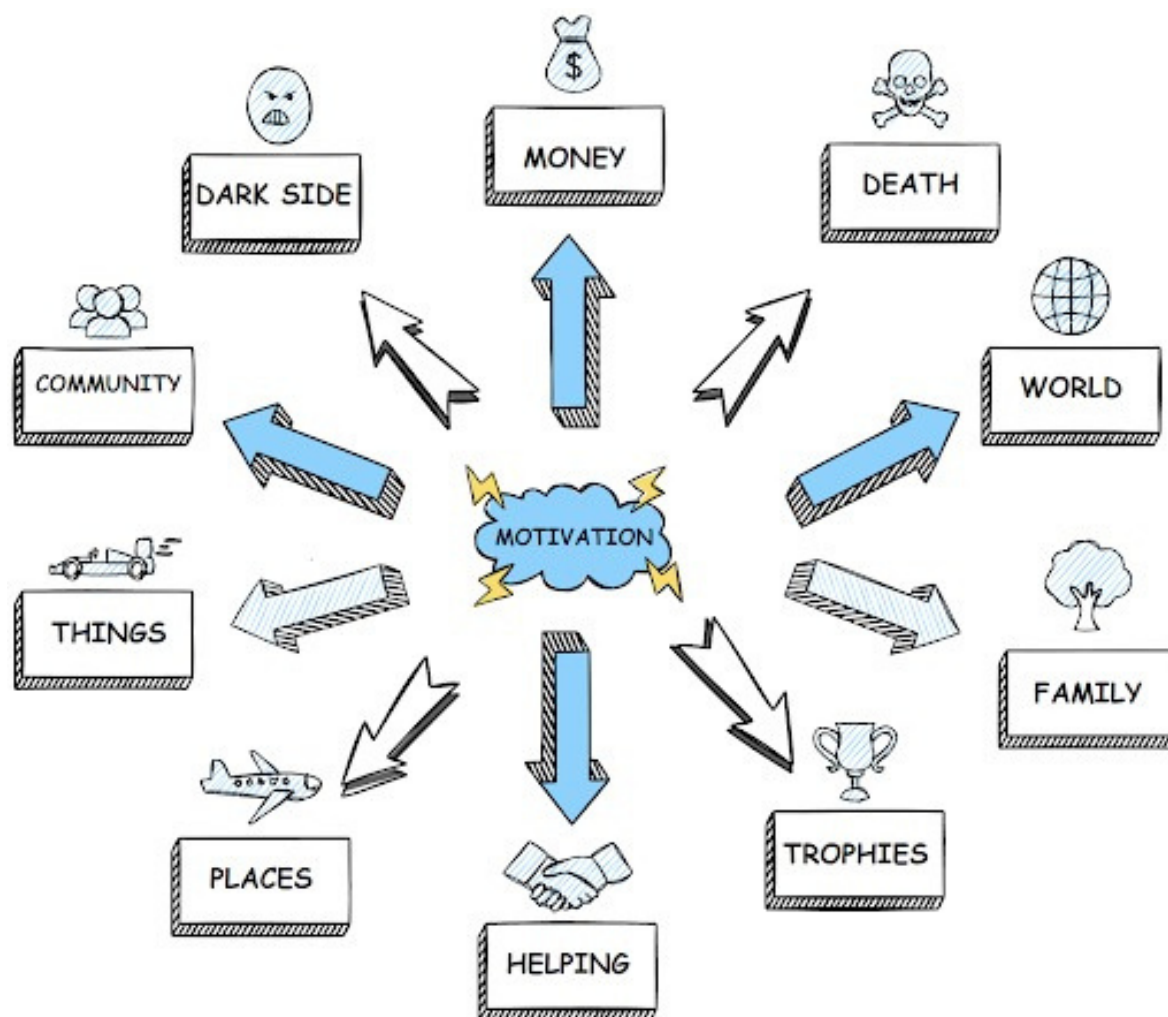 $
MONEY
DEATH
DARK SIDE
WORLD
COMMUNITY
MOTIVATION
THINGS
FAMILY
TROPHIES
PLACES
HELPING